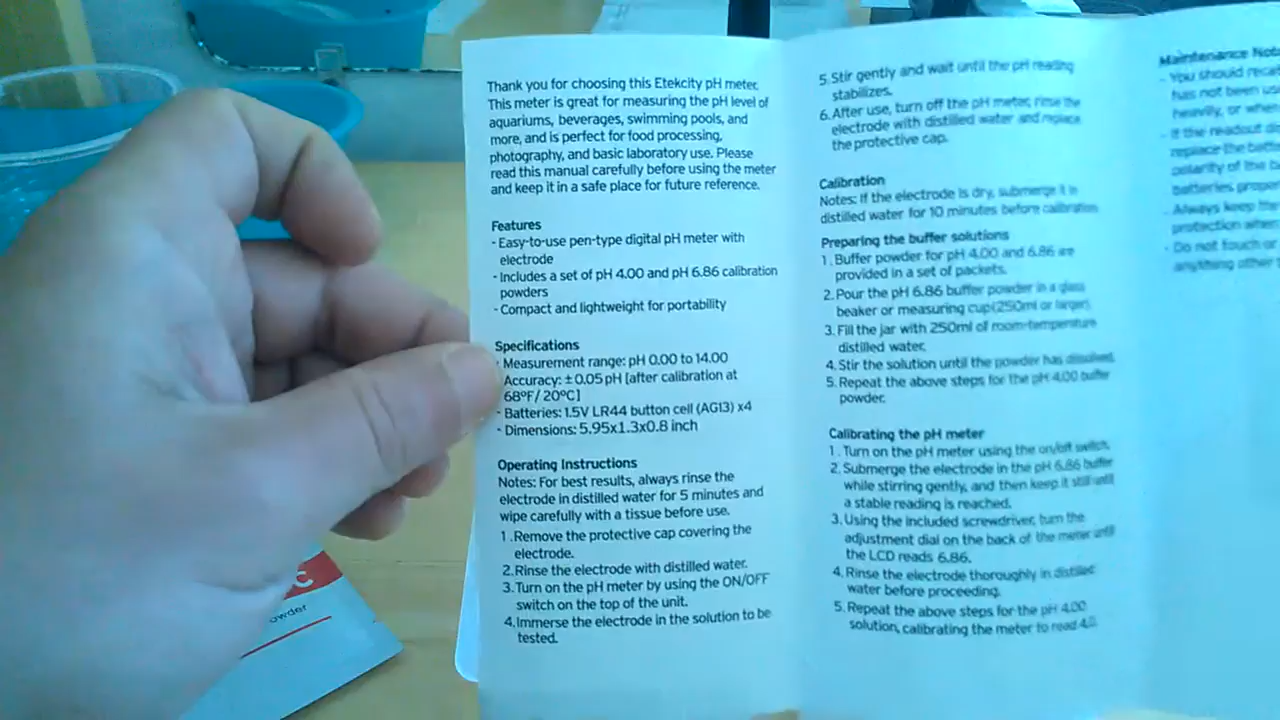 Thank you for choosing this Etekcity pH meter.
This meter is great for measuring the pH level of
aquariums, beverages, swimming pools, and
more, and is perfect for food processing,
photography, and basic laboratory use. Please
read this manual carefully before using the meter
and keep it in a safe place for future reference.
Features
- Easy-to-use pen-type digital pH meter with
electrode
- Includes a set of pH 4.00 and pH 6.86 calibration
powders
- Compact and lightweight for portability
Specifications
- Measurement range: pH 0.00 to 14.00
Accuracy: ±0.05 pH [after calibration at
68°F/ 20°C]
- Batteries: 1.5V LR44 button cell (AG13) x4
- Dimensions: 5.95x1.3x0.8 inch
Operating Instructions
Notes: For best results, always rinse the
electrode in distilled water for 5 minutes and
wipe carefully with a tissue before use.
1. Remove the protective cap covering the
electrode.
2. Rinse the electrode with distilled water.
3. Turn on the pH meter by using the ON/OFF
switch on the top of the unit.
4. Immerse the electrode in the solution to be
tested.
5. Stir gently and wait until the pH reading
stabilizes.
6. After use, turn off the pH meter, rinse the
electrode with distilled water and replace
the protective cap.
Calibration
Notes: If the electrode is dry, submerge it in
distilled water for 10 minutes before calibration.
Preparing the buffer solutions
1. Buffer powder for pH 4.00 and 6.86 are
provided in a set of packets.
2. Pour the pH 6.86 buffer powder in a glass
beaker or measuring cup (250ml or larger).
3. Fill the jar with 250ml of room-temperature
distilled water.
4. Stir the solution until the powder has dissolved.
5. Repeat the above steps for the pH 4.00 buffer
powder.
Calibrating the pH meter
1. Turn on the pH meter using the on/off switch.
2. Submerge the electrode in the pH 6.86 buffer
while stirring gently, and then keep it still until
a stable reading is reached.
3. Using the included screwdriver, turn the
adjustment dial on the back of the meter until
the LCD reads 6.86.
4. Rinse the electrode thoroughly in distilled
water before proceeding.
5. Repeat the above steps for the pH 4.00
solution, calibrating the meter to read 4.0.
Maintenance
- You should
has not been
heavily, or when
- If the readout
replace the
polarity of the
batteries
- Always keep the
protection when
- Do not touch or
anything other
C
owder